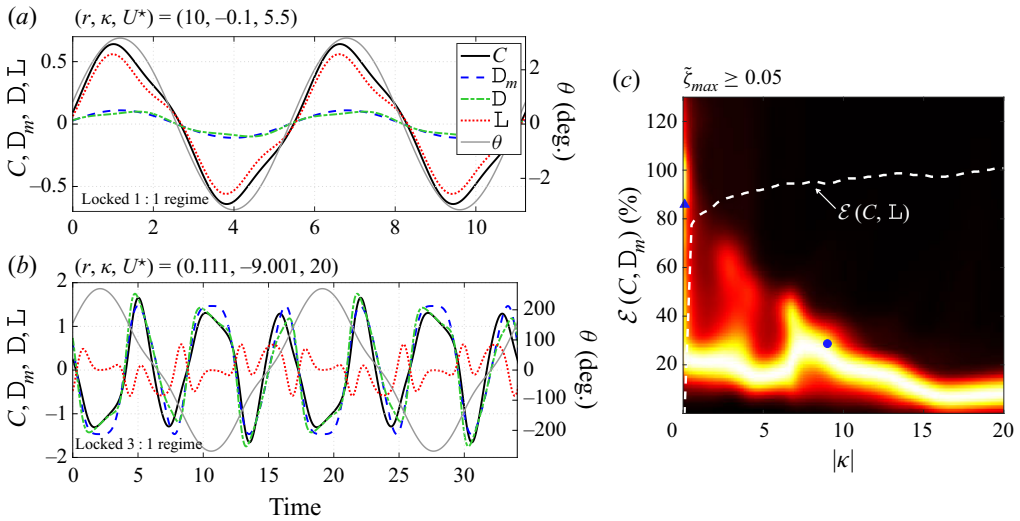 (a) (r, κ, U⋆) = (10, –0.1, 5.5)
C, D_m, D, L
0.5
0
–0.5
0 2 4 6 8 10
2
0
–2
θ (deg.)
C
D_m
D
L
θ
Locked 1 : 1 regime
(b) (r, κ, U⋆) = (0.111, –9.001, 20)
C, D_m, D, L
2
1
0
–1
–2
0 5 10 15 20 25 30
200
100
0
–100
–200
θ (deg.)
Locked 3 : 1 regime
Time
(c) ζ̃_max ≥ 0.05
ℰ (C, D_m) (%)
120
100
80
60
40
20
0 5 10 15 20
|κ|
ℰ (C, L)